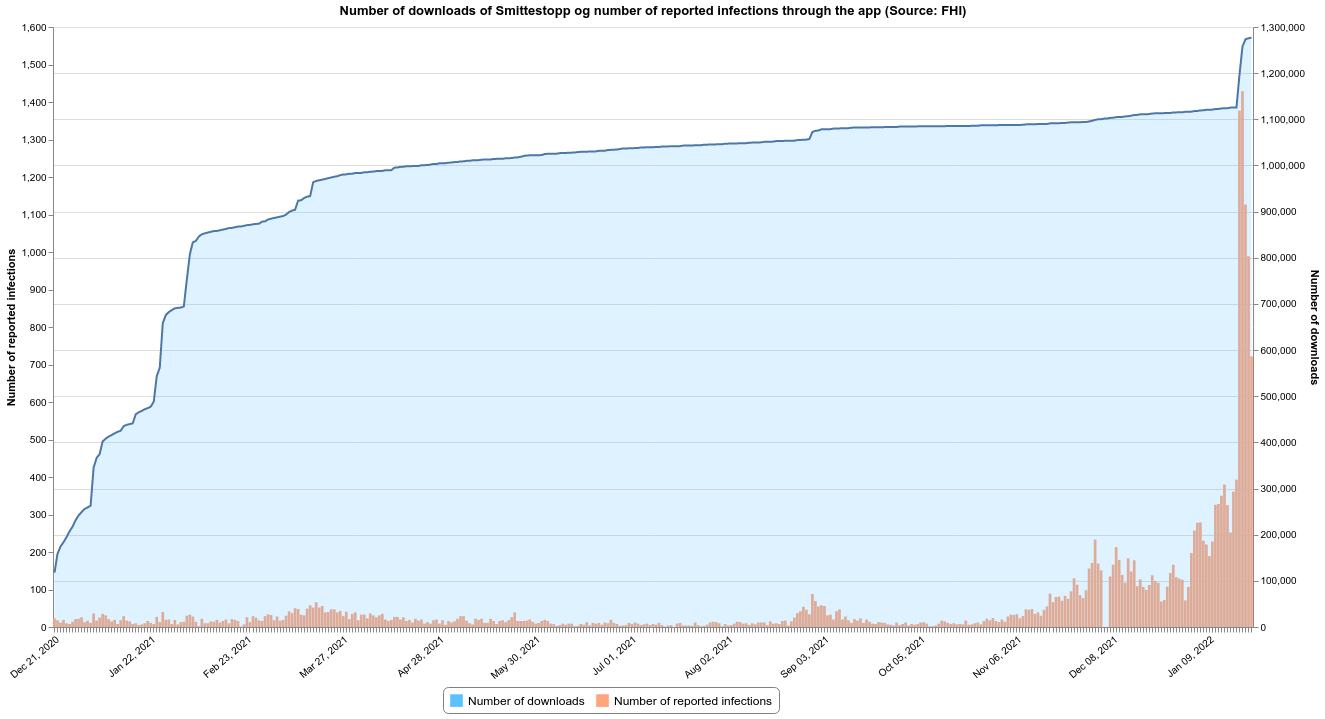 Number of downloads of Smittestopp og number of reported infections through the app (Source: FHI)
Number of reported infections
1,600
1,500
1,400
1,300
1,200
1,100
1,000
900
800
700
600
500
400
300
200
100
0
1,300,000
1,200,000
1,100,000
1,000,000
900,000
800,000
700,000
600,000
500,000
400,000
300,000
200,000
100,000
0
Number of downloads
Dec 21, 2020
Jan 22, 2021
Feb 23, 2021
Mar 27, 2021
Apr 28, 2021
May 30, 2021
Jul 01, 2021
Aug 02, 2021
Sep 03, 2021
Oct 05, 2021
Nov 06, 2021
Dec 08, 2021
Jan 09, 2022
Number of downloads
Number of reported infections